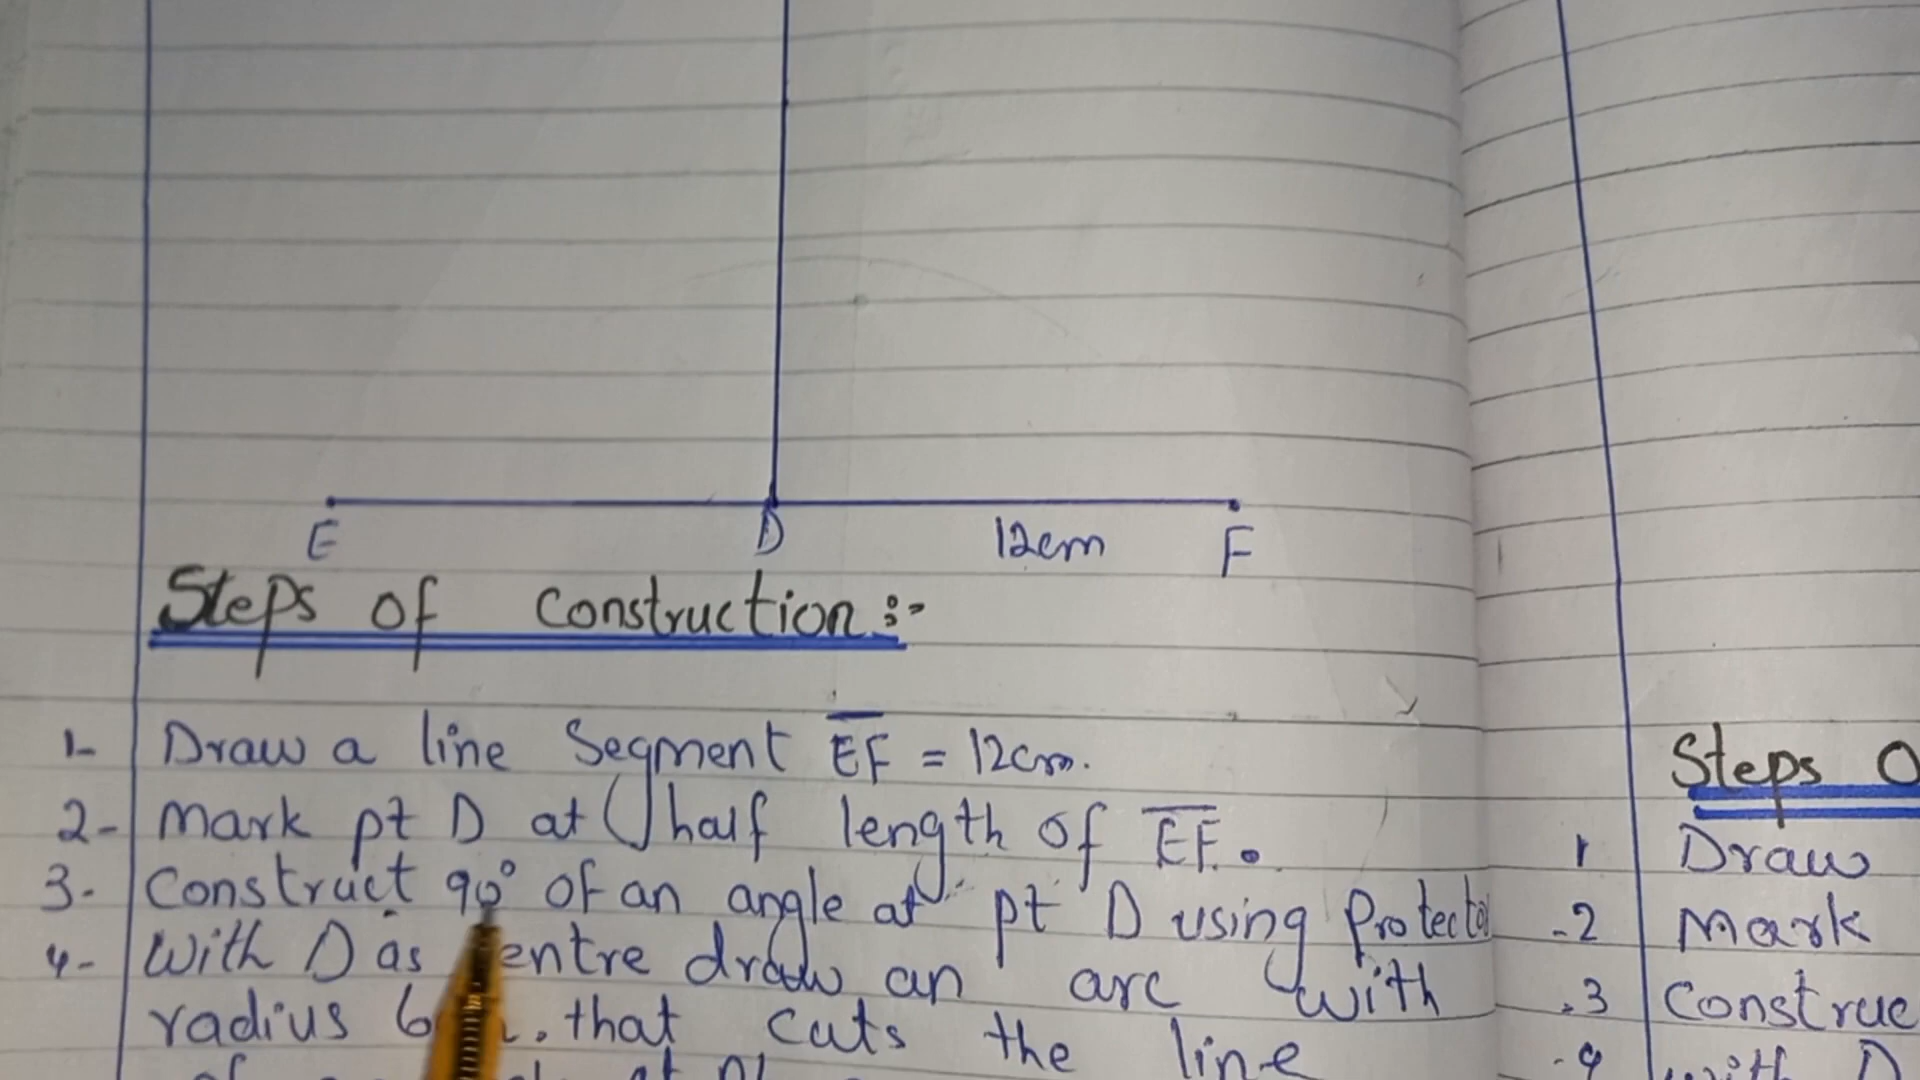 E D 12cm F
Steps of Construction :-
1- Draw a line Segment EF = 12cm.
2- Mark pt D at half length of EF.
3- Construct 90° of an angle at pt D using Protecto
4- With D as entre draw an arc with
radius 6 . that cuts the line
Steps O
1 Draw
2 Mark
3 Construc
4 with D